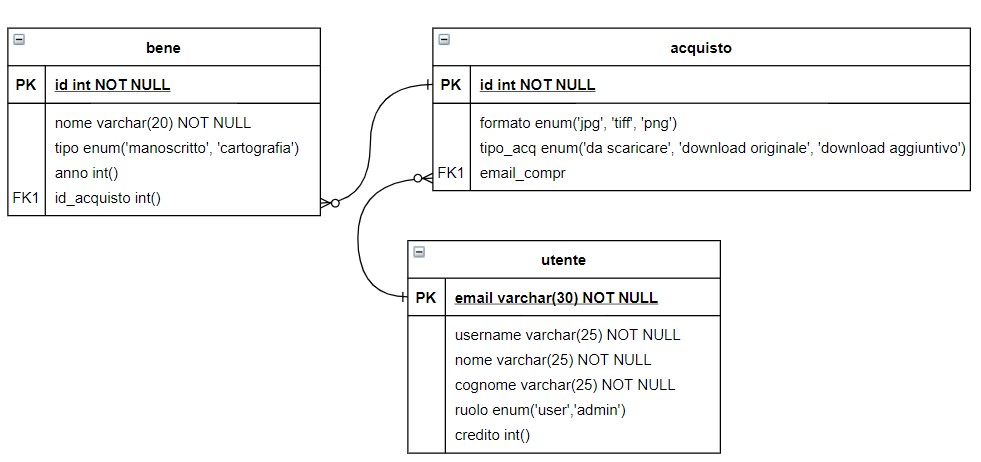 bene
PK id int NOT NULL
nome varchar(20) NOT NULL
tipo enum('manoscritto', 'cartografia')
anno int()
FK1 id_acquisto int()
acquisto
PK id int NOT NULL
formato enum('jpg', 'tiff', 'png')
tipo_acq enum('da scaricare', 'download originale', 'download aggiuntivo')
FK1 email_compr
utente
PK email varchar(30) NOT NULL
username varchar(25) NOT NULL
nome varchar(25) NOT NULL
cognome varchar(25) NOT NULL
ruolo enum('user','admin')
credito int()